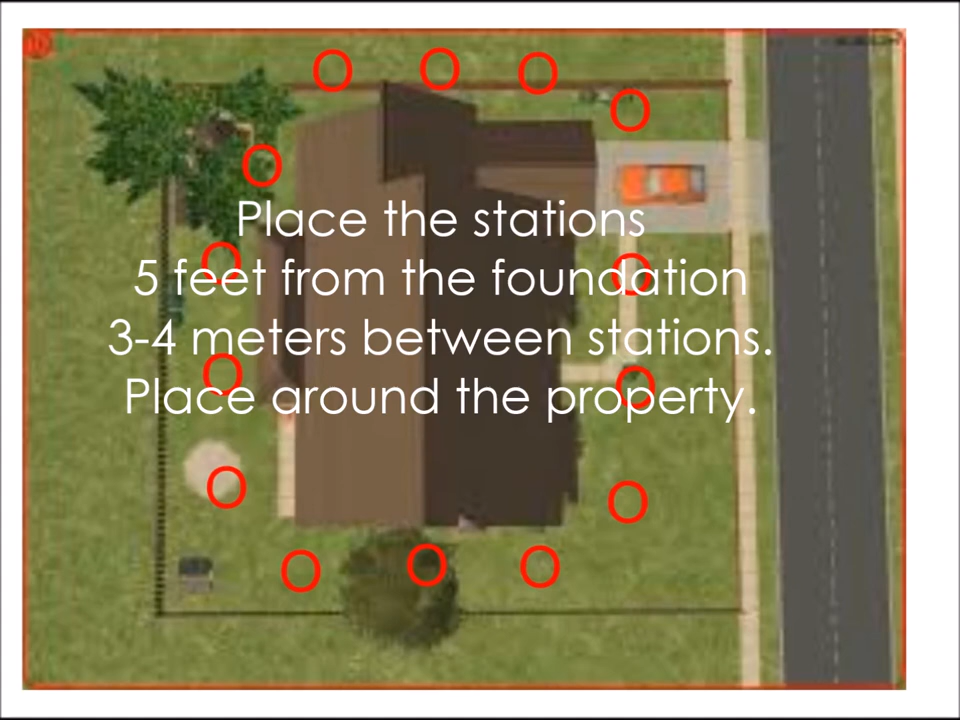 Place the stations
5 feet from the foundation
3-4 meters between stations.
Place around the property.